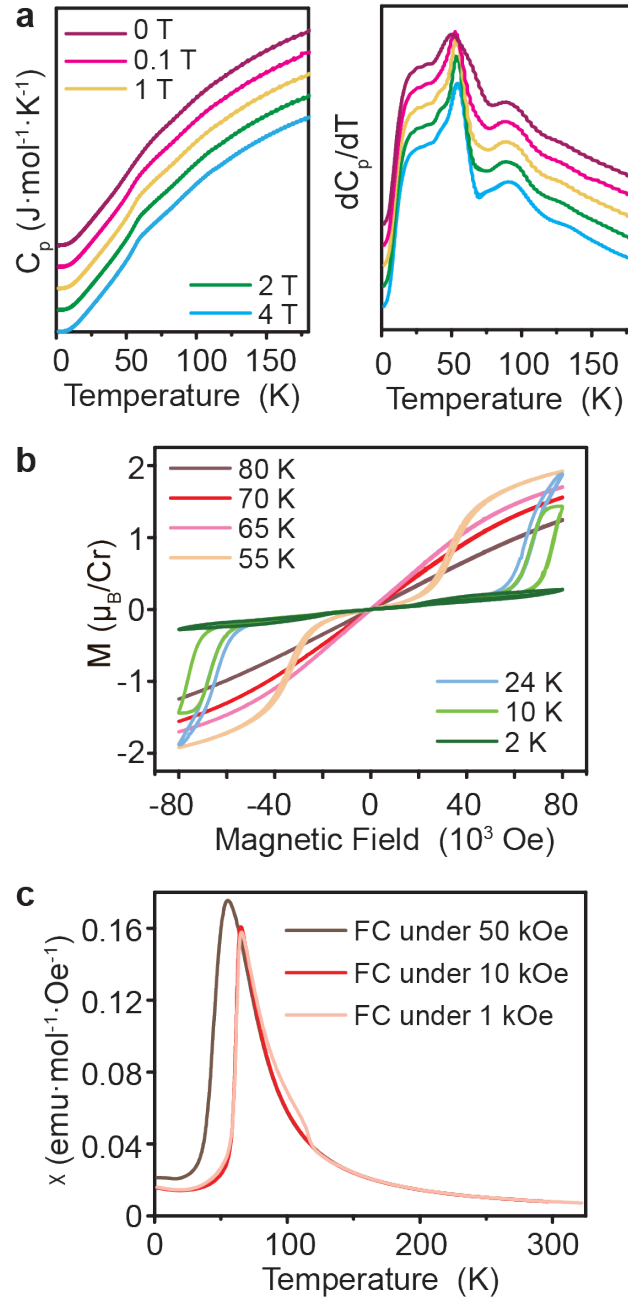 a
0 T
0.1 T
1 T
2 T
4 T
Cp (J·mol-1·K-1)
0 50 100 150
Temperature (K)
dCp/dT
0 50 100 150
Temperature (K)
b
80 K
70 K
65 K
55 K
24 K
10 K
2 K
M (μB/Cr)
2
1
0
-1
-2
-80 -40 0 40 80
Magnetic Field (10³ Oe)
c
FC under 50 kOe
FC under 10 kOe
FC under 1 kOe
x (emu·mol-1·Oe-1)
0.16
0.12
0.08
0.04
0
0 100 200 300
Temperature (K)